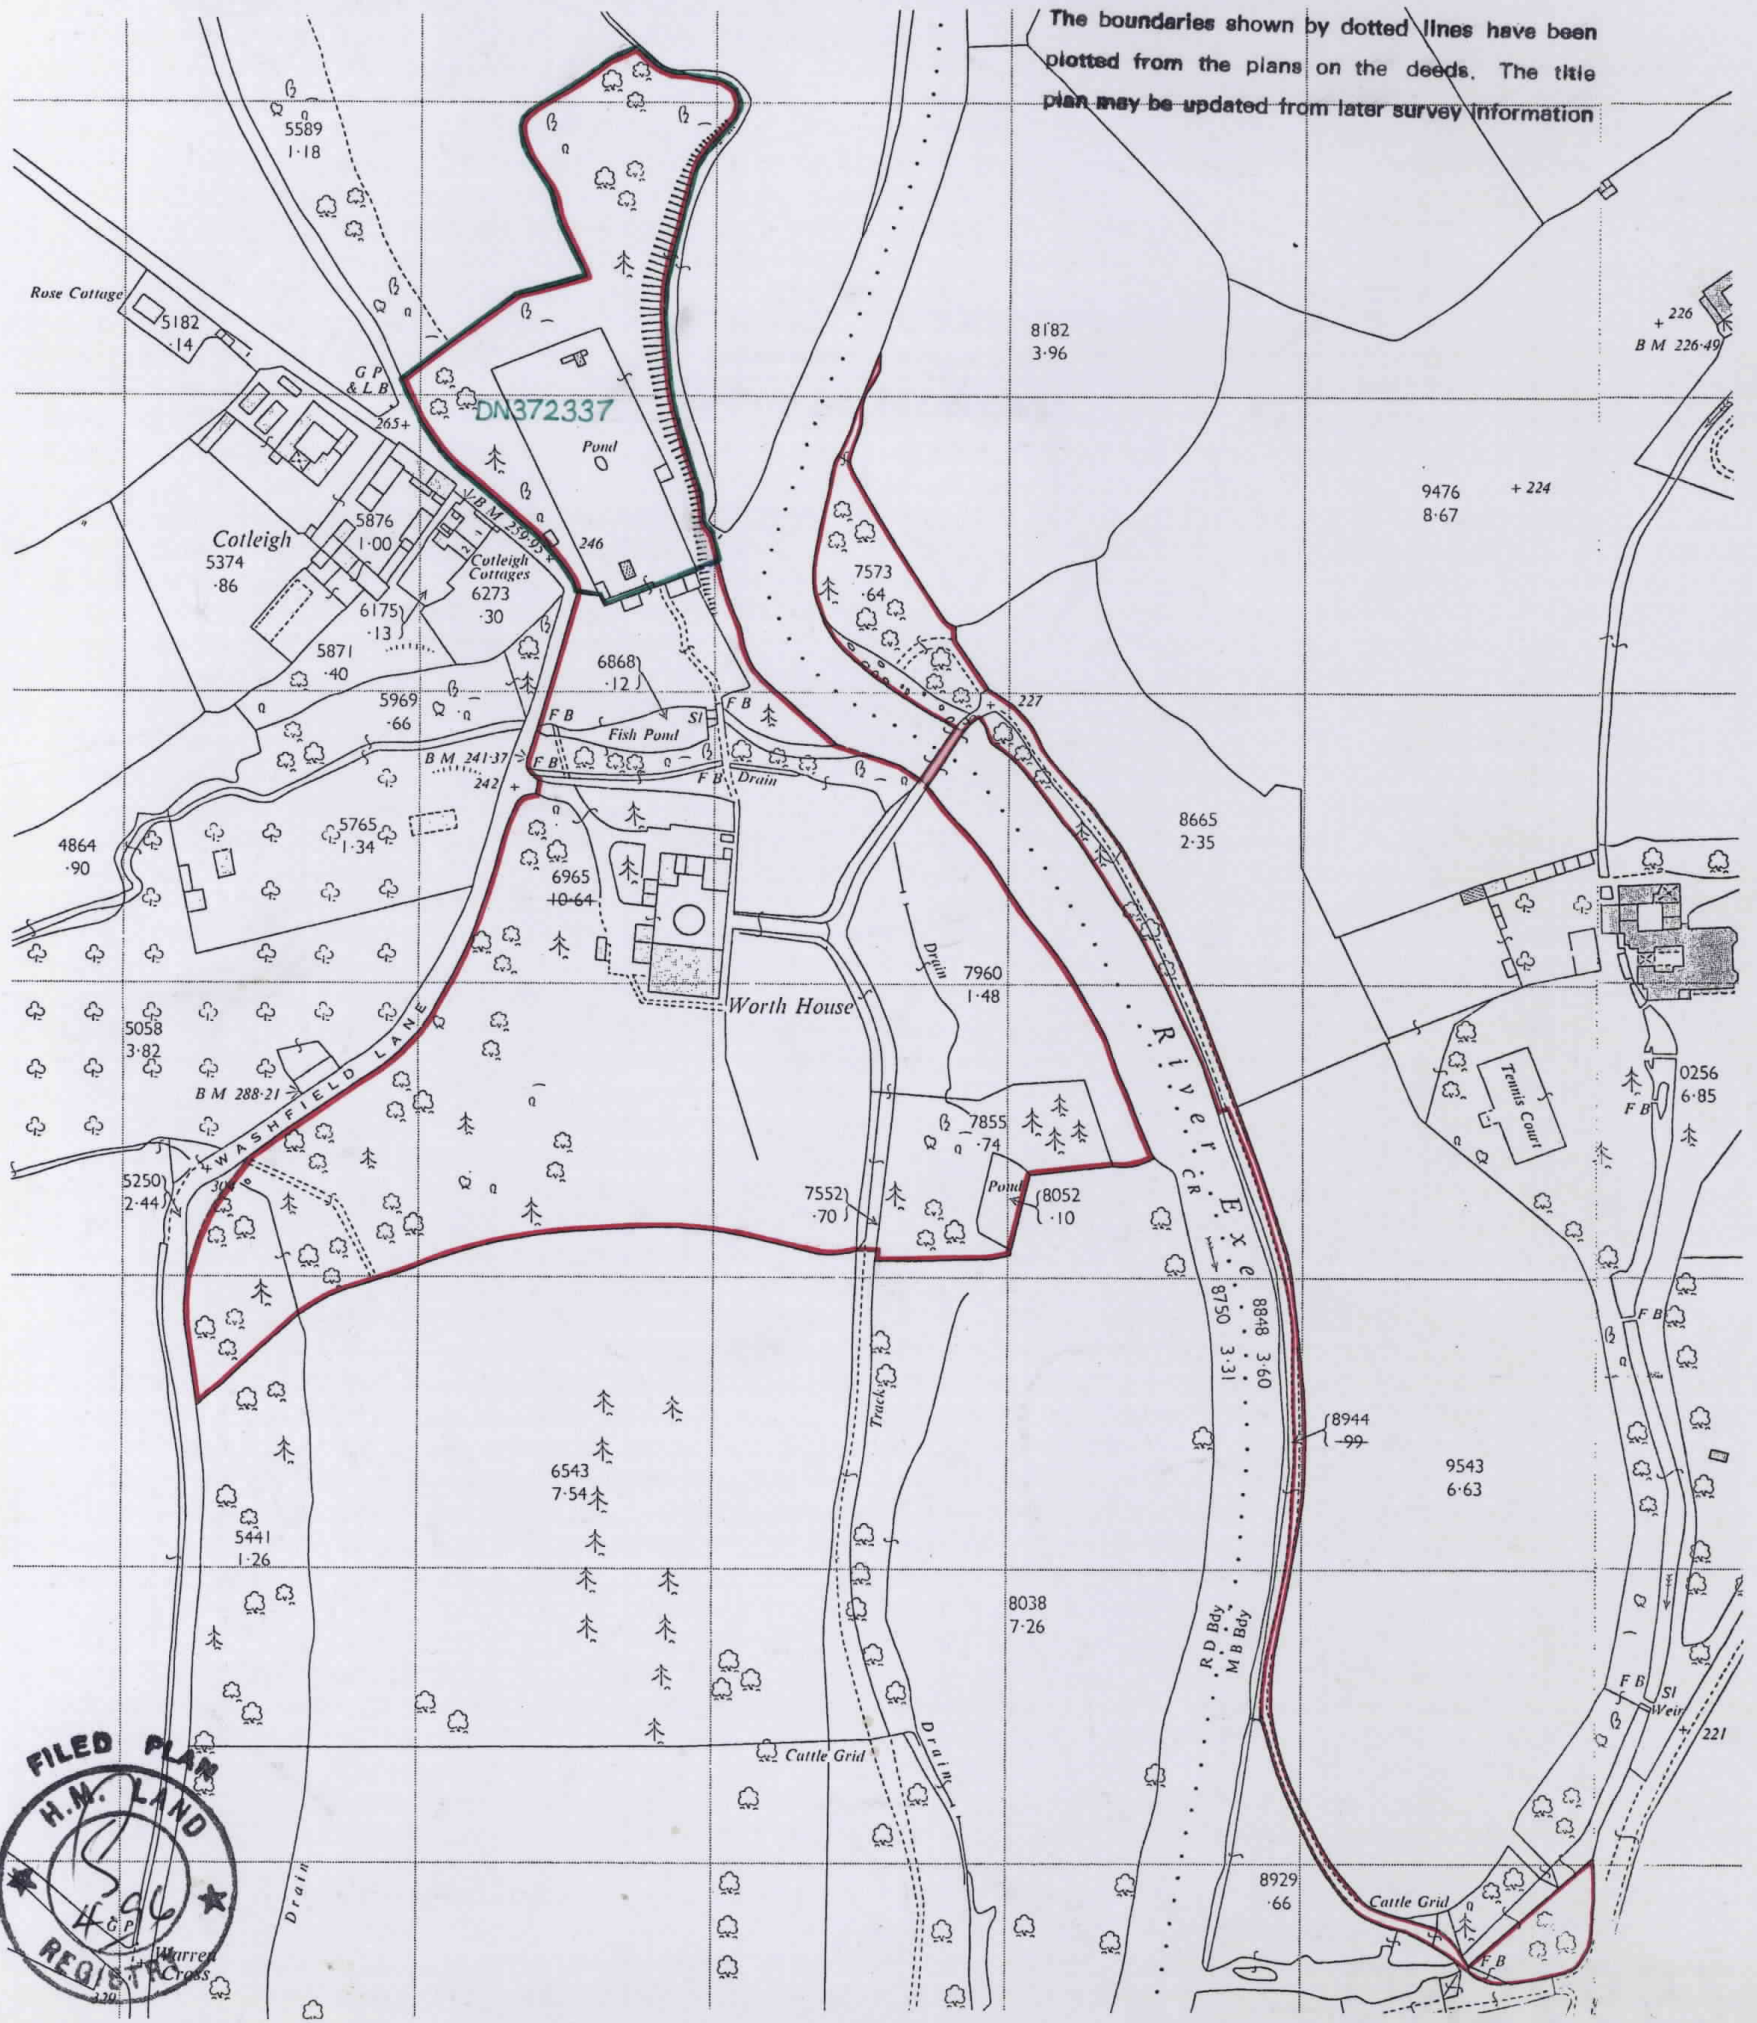 The boundaries shown by dotted lines have been
plotted from the plans on the deeds. The title
plan may be updated from later survey information
5589
1·18
Rose Cottage
5182
·14
G P
& L B
265+
DN372337
Pond
8182
3·96
+ 226
B M 226·49
9476
8·67
+ 224
Cotleigh
5374
·86
5876
1·00
B M 259·95
246
Cotleigh
Cottages
6273
·30
1
2
6175
·13
7573
·64
5871
·40
6868
·12
5969
·66
F B
Sl
F B
227
Fish Pond
B M 241·37
F B
F B
Drain
242 +
5765
1·34
4864
·90
8665
2·35
6965
10·64
Drain
7960
1·48
Worth House
5058
3·82
WASHFIELD LANE
B M 288·21
River Exe
Tennis Court
0256
6·85
F B
7855
·74
5250
2·44
304
7552
·70
Pond
8052
·10
CR
8750 3·31
8848 3·60
F B
Track
8944
·99
6543
7·54
9543
6·63
5441
1·26
8038
7·26
R D Bdy
M B Bdy
F B
Sl
Weir
221
Cattle Grid
Drain
Drain
8929
·66
Cattle Grid
F B
FILED PLAN
H.M. LAND
REGISTRY
G P
Warren
Cross
320